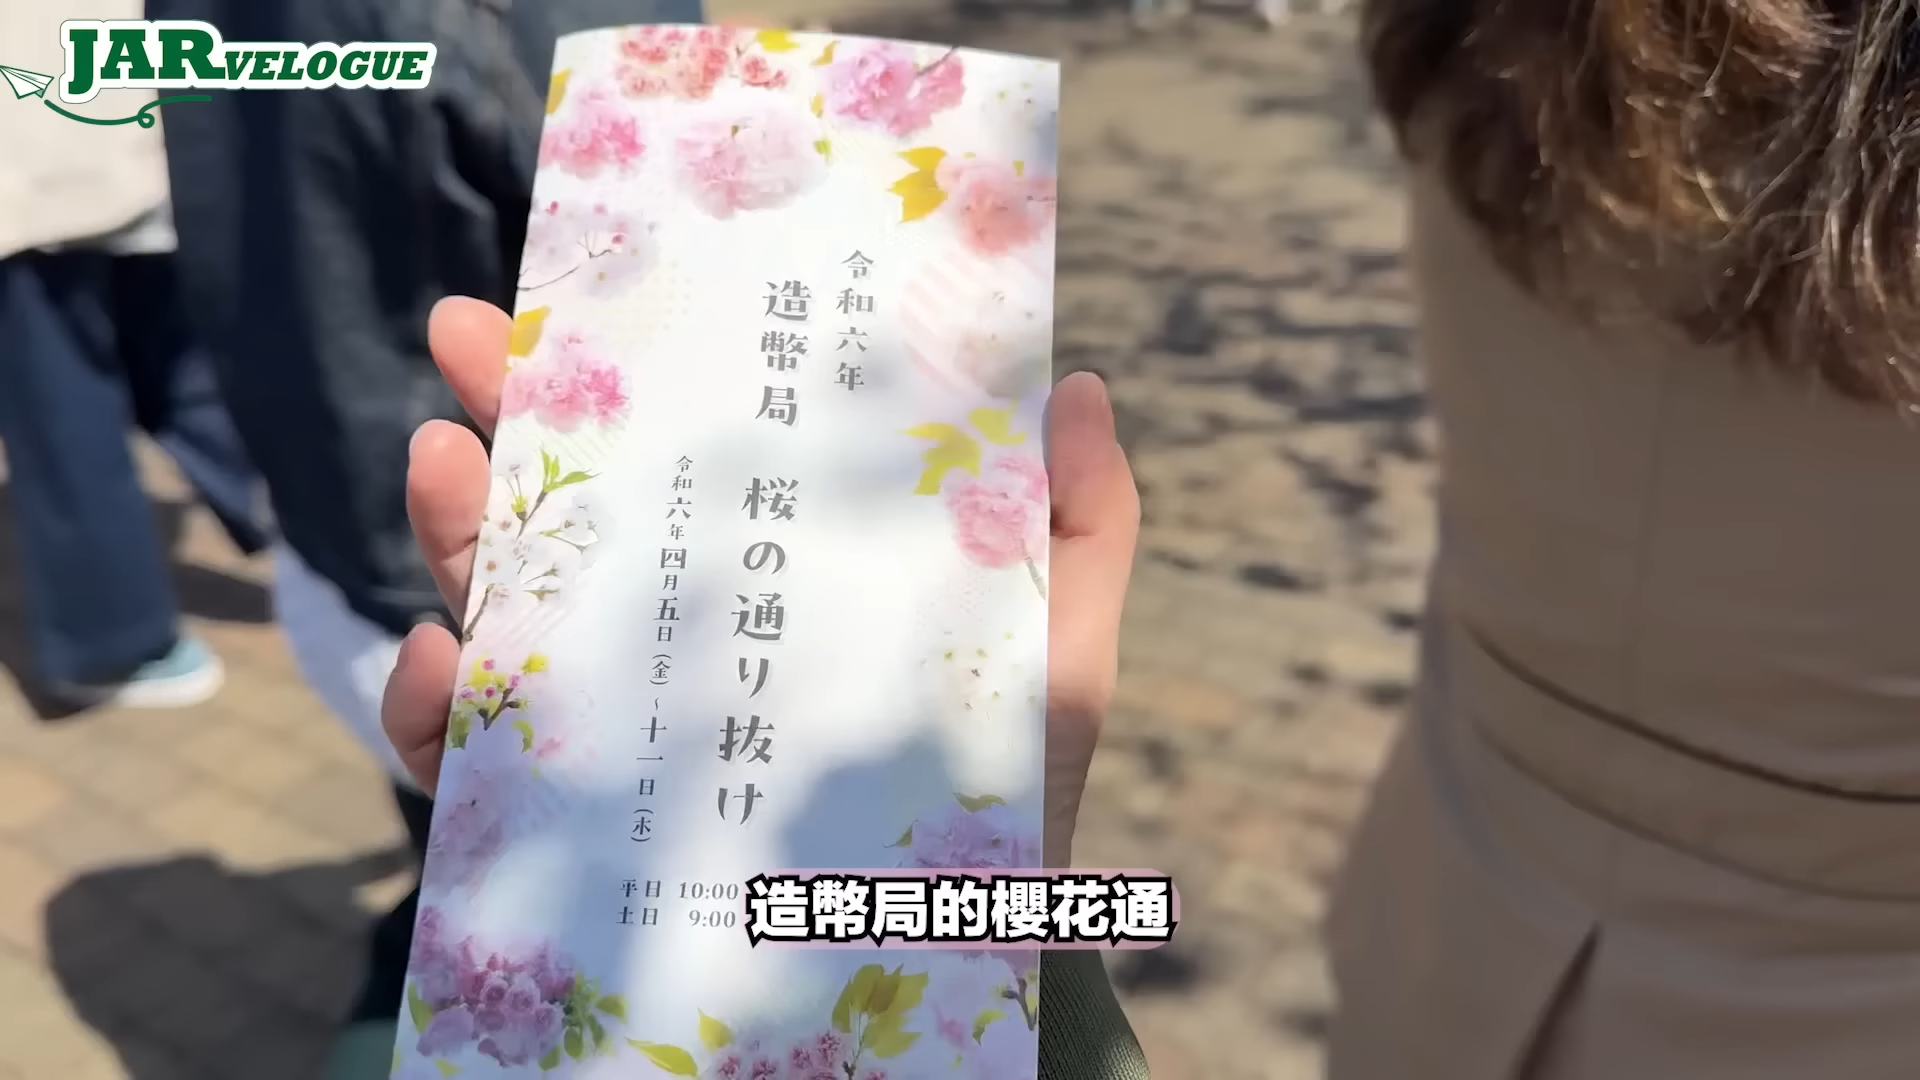 JARVELOGUE
令和六年
造幣局 桜の通り抜け
令和六年四月五日(金)~十一日(木)
平日 10:00
土日 9:00
造幣局的櫻花通